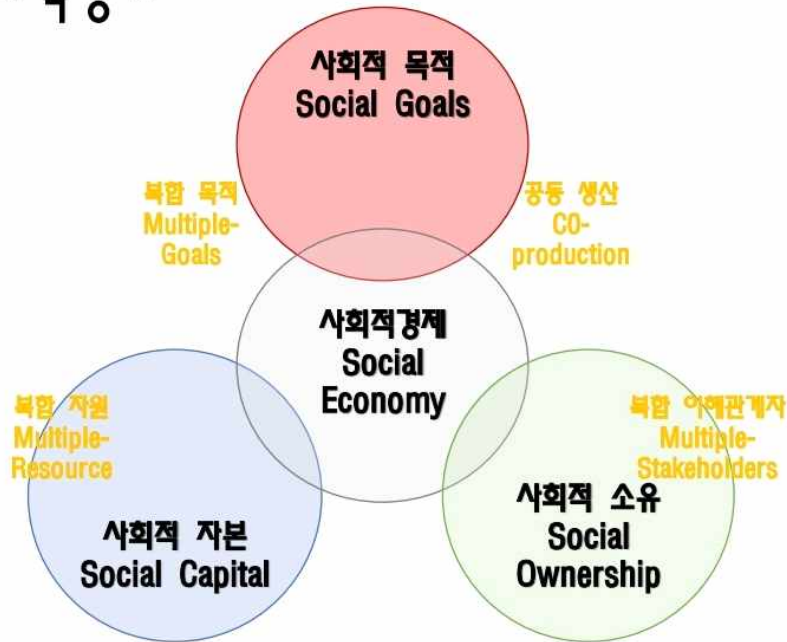 사회적 목적
Social Goals
복합 목적
Multiple-
Goals
공동 생산
CO-
production
사회적경제
Social
Economy
복합 자원
Multiple-
Resource
복합 이해관계자
Multiple-
Stakeholders
사회적 자본
Social Capital
사회적 소유
Social
Ownership